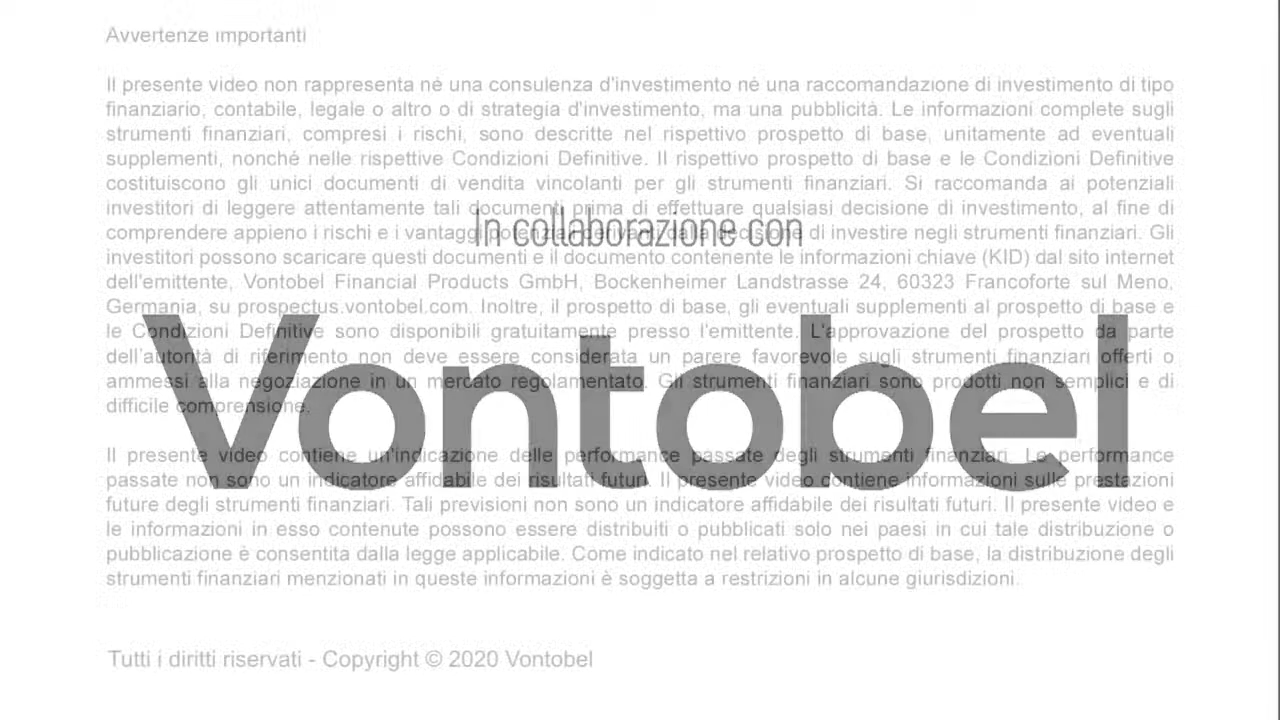 Avvertenze importanti
Il presente video non rappresenta né una consulenza d'investimento né una raccomandazione di investimento di tipo
finanziario, contabile, legale o altro o di strategia d'investimento, ma una pubblicità. Le informazioni complete sugli
strumenti finanziari, compresi i rischi, sono descritte nel rispettivo prospetto di base, unitamente ad eventuali
supplementi, nonché nelle rispettive Condizioni Definitive. Il rispettivo prospetto di base e le Condizioni Definitive
costituiscono gli unici documenti di vendita vincolanti per gli strumenti finanziari. Si raccomanda ai potenziali
investitori di leggere attentamente tali documenti prima di effettuare qualsiasi decisione di investimento, al fine di
In collaborazione con
comprendere appieno i rischi e i di investire negli strumenti finanziari. Gli
investitori possono scaricare questi documenti e il documento contenente le informazioni chiave (KID) dal sito internet
dell'emittente, Vontobel Financial Products GmbH, Bockenheimer Landstrasse 24, 60323 Francoforte sul Meno,
Germania, su prospectus.vontobel.com. Inoltre, il prospetto di base, gli eventuali supplementi al prospetto di base e
le Condizioni Definitive sono disponibili gratuitamente presso l'emittente. L'approvazione del prospetto da parte
dell'autorità di riferimento non deve essere considerata un parere favorevole sugli strumenti finanziari offerti o
ammessi alla negoziazione in un mercato regolamentato. Gli strumenti finanziari sono prodotti non semplici e di
difficile comprensione.
Vontobel
Il presente video contiene un'indicazione delle performance passate degli strumenti finanziari. Le performance
passate non sono un indicatore affidabile dei risultati futuri. Il presente video contiene informazioni sulle prestazioni
future degli strumenti finanziari. Tali previsioni non sono un indicatore affidabile dei risultati futuri. Il presente video e
le informazioni in esso contenute possono essere distribuiti o pubblicati solo nei paesi in cui tale distribuzione o
pubblicazione è consentita dalla legge applicabile. Come indicato nel relativo prospetto di base, la distribuzione degli
strumenti finanziari menzionati in queste informazioni è soggetta a restrizioni in alcune giurisdizioni.
Tutti i diritti riservati - Copyright © 2020 Vontobel